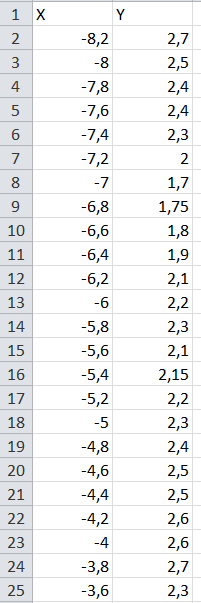 1 X Y
2 -8,2 2,7
3 -8 2,5
4 -7,8 2,4
5 -7,6 2,4
6 -7,4 2,3
7 -7,2 2
8 -7 1,7
9 -6,8 1,75
10 -6,6 1,8
11 -6,4 1,9
12 -6,2 2,1
13 -6 2,2
14 -5,8 2,3
15 -5,6 2,1
16 -5,4 2,15
17 -5,2 2,2
18 -5 2,3
19 -4,8 2,4
20 -4,6 2,5
21 -4,4 2,5
22 -4,2 2,6
23 -4 2,6
24 -3,8 2,7
25 -3,6 2,3